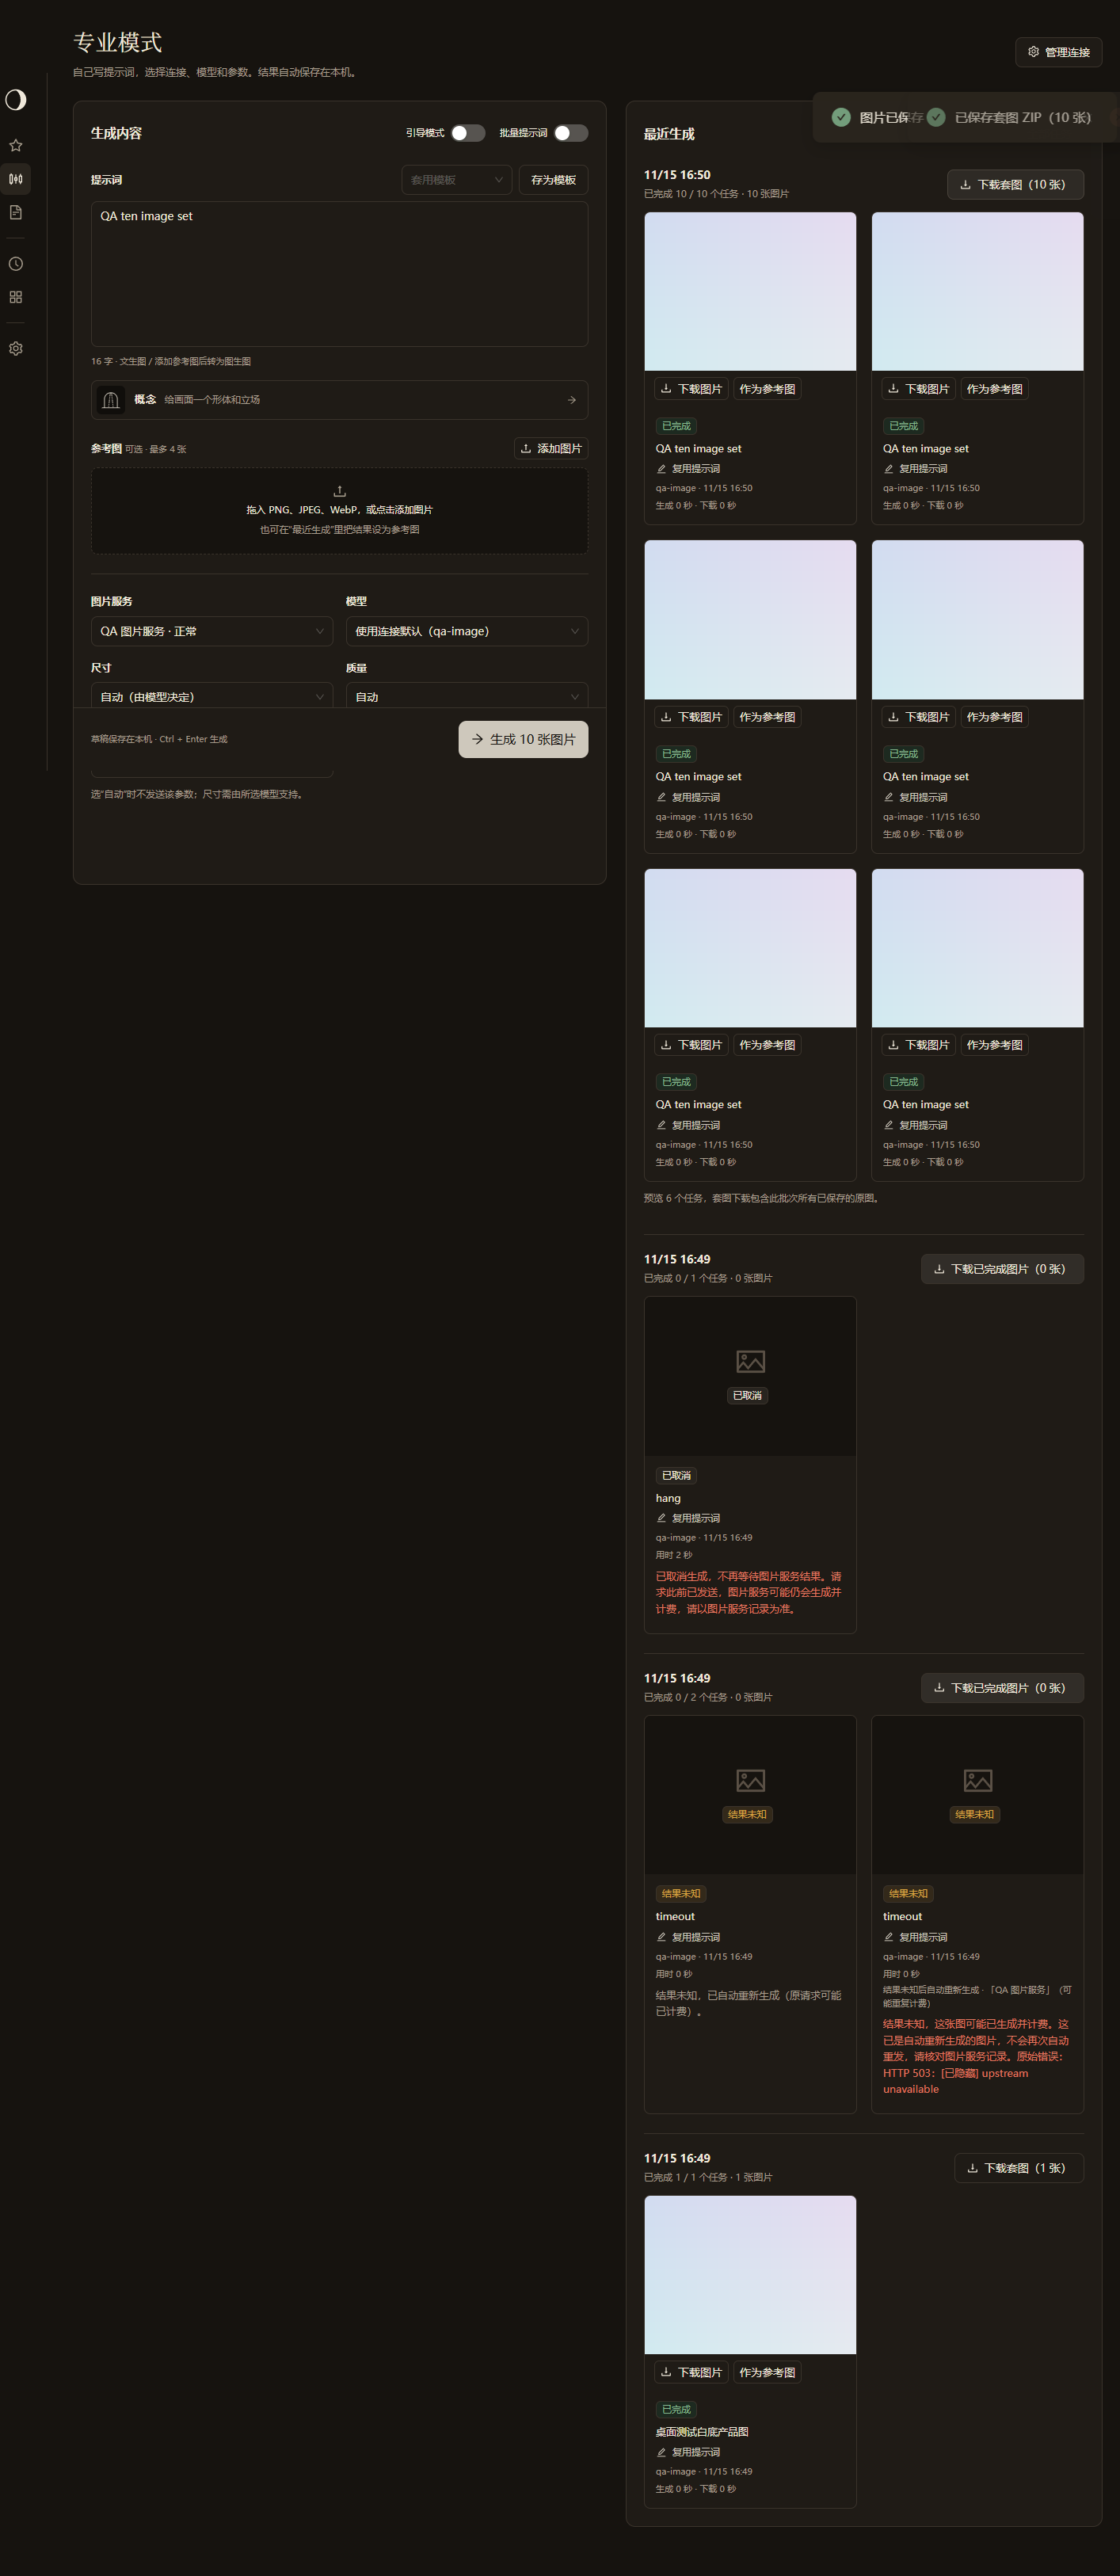 专业模式
自己写提示词，选择连接、模型和参数。结果自动保存在本机。
管理连接
生成内容
引导模式
批量提示词
提示词
套用模板
存为模板
QA ten image set
16 字 · 文生图 / 添加参考图后转为图生图
概念 给画面一个形体和立场
参考图 可选 · 最多 4 张
添加图片
拖入 PNG、JPEG、WebP，或点击添加图片
也可在"最近生成"里把结果设为参考图
图片服务
模型
QA 图片服务 · 正常
使用连接默认（qa-image）
尺寸
质量
自动（由模型决定）
自动
草稿保存在本机 · Ctrl + Enter 生成
生成 10 张图片
选"自动"时不发送该参数；尺寸需由所选模型支持。
最近生成
图片已保存
已保存套图 ZIP（10 张）
11/15 16:50
已完成 10 / 10 个任务 · 10 张图片
下载套图（10 张）
下载图片 作为参考图
下载图片 作为参考图
已完成
已完成
QA ten image set
QA ten image set
复用提示词
复用提示词
qa-image · 11/15 16:50
qa-image · 11/15 16:50
生成 0 秒 · 下载 0 秒
生成 0 秒 · 下载 0 秒
下载图片 作为参考图
下载图片 作为参考图
已完成
已完成
QA ten image set
QA ten image set
复用提示词
复用提示词
qa-image · 11/15 16:50
qa-image · 11/15 16:50
生成 0 秒 · 下载 0 秒
生成 0 秒 · 下载 0 秒
下载图片 作为参考图
下载图片 作为参考图
已完成
已完成
QA ten image set
QA ten image set
复用提示词
复用提示词
qa-image · 11/15 16:50
qa-image · 11/15 16:50
生成 0 秒 · 下载 0 秒
生成 0 秒 · 下载 0 秒
预览 6 个任务，套图下载包含此批次所有已保存的原图。
11/15 16:49
已完成 0 / 1 个任务 · 0 张图片
下载已完成图片（0 张）
已取消
已取消
hang
复用提示词
qa-image · 11/15 16:49
用时 2 秒
已取消生成，不再等待图片服务结果。请
求此前已发送，图片服务可能仍会生成并
计费，请以图片服务记录为准。
11/15 16:49
已完成 0 / 2 个任务 · 0 张图片
下载已完成图片（0 张）
结果未知
结果未知
结果未知
timeout
复用提示词
qa-image · 11/15 16:49
用时 0 秒
结果未知，已自动重新生成（原请求可能
已计费）。
结果未知
timeout
复用提示词
qa-image · 11/15 16:49
用时 0 秒
结果未知后自动重新生成 · 「QA 图片服务」（可
能重复计费）
结果未知，这张图可能已生成并计费。这
已是自动重新生成的图片，不会再次自动
重发，请核对图片服务记录。原始错误：
HTTP 503：[已隐藏] upstream
unavailable
11/15 16:49
已完成 1 / 1 个任务 · 1 张图片
下载套图（1 张）
下载图片 作为参考图
已完成
桌面测试白底产品图
复用提示词
qa-image · 11/15 16:49
生成 0 秒 · 下载 0 秒